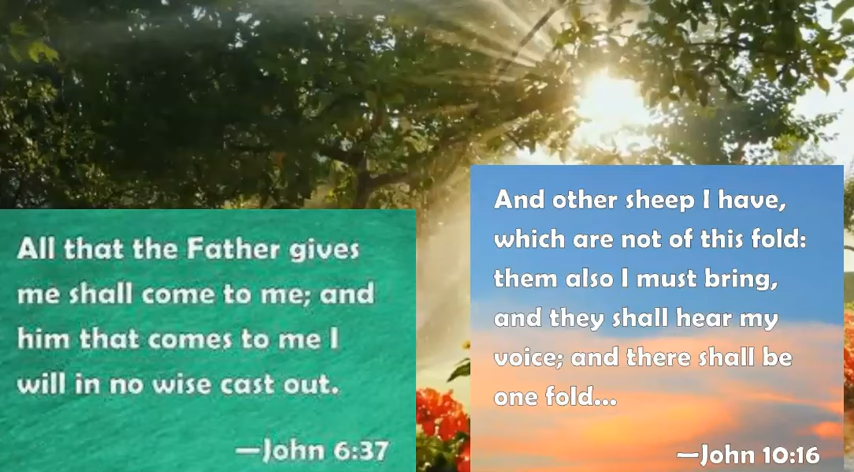 All that the Father gives
me shall come to me; and
him that comes to me I
will in no wise cast out.
—John 6:37
And other sheep I have,
which are not of this fold:
them also I must bring,
and they shall hear my
voice; and there shall be
one fold...
—John 10:16